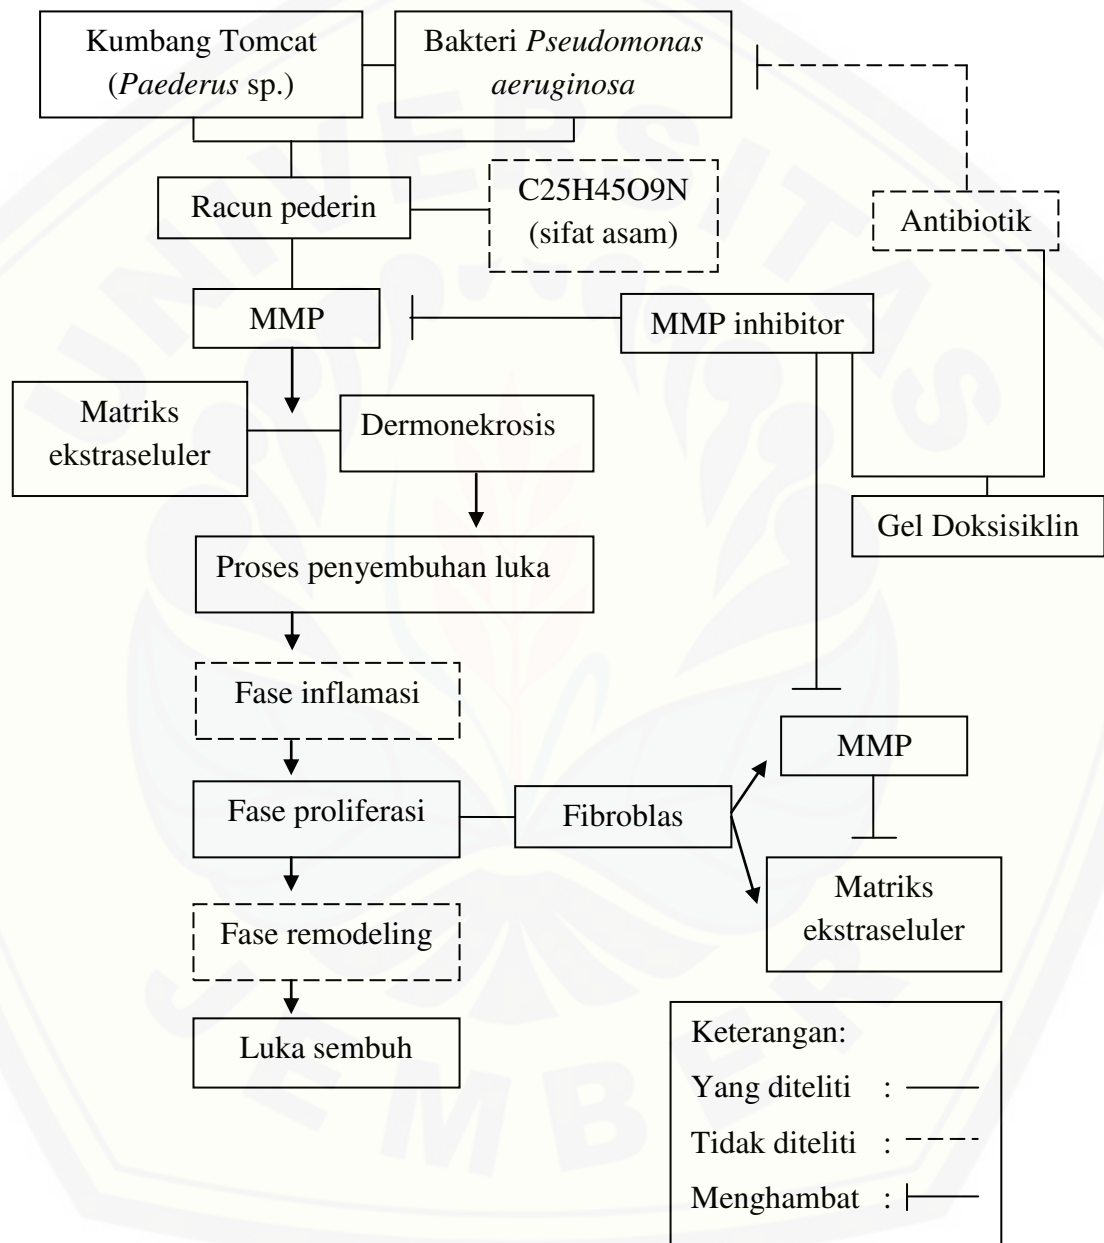 Kumbang Tomcat
(Paederus sp.)
Bakteri Pseudomonas
aeruginosa
Racun pederin
C25H45O9N
(sifat asam)
Antibiotik
MMP
MMP inhibitor
Matriks
ekstraseluler
Dermonekrosis
Gel Doksisiklin
Proses penyembuhan luka
Fase inflamasi
MMP
Fase proliferasi
Fibroblas
Matriks
ekstraseluler
Fase remodeling
Luka sembuh
Keterangan:
Yang diteliti :
Tidak diteliti :
Menghambat :
UNIVERSITAS
JEMBER